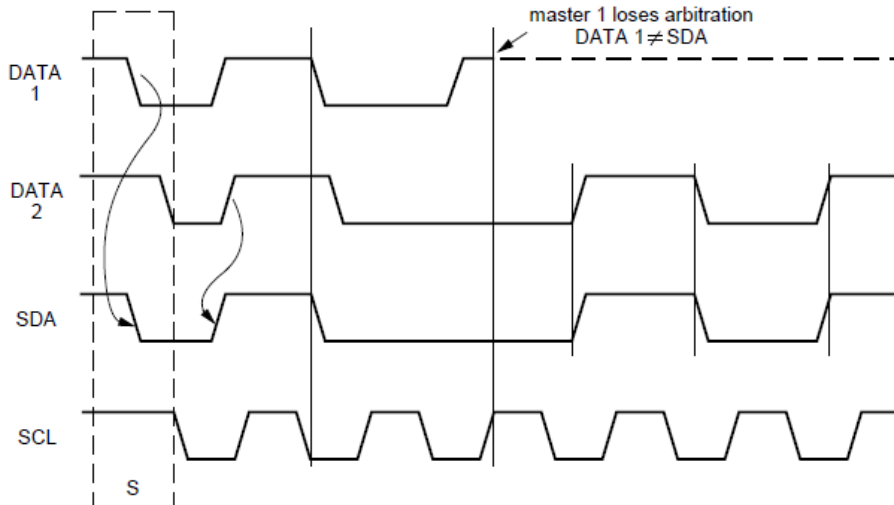 master 1 loses arbitration
DATA 1≠SDA
DATA
1
DATA
2
SDA
SCL
S